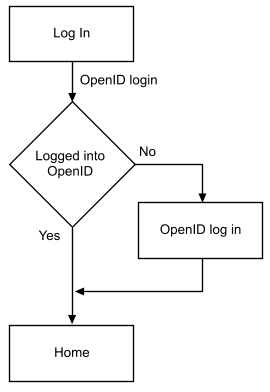 Log In
OpenID login
Logged into
OpenID
No
OpenID log in
Yes
Home